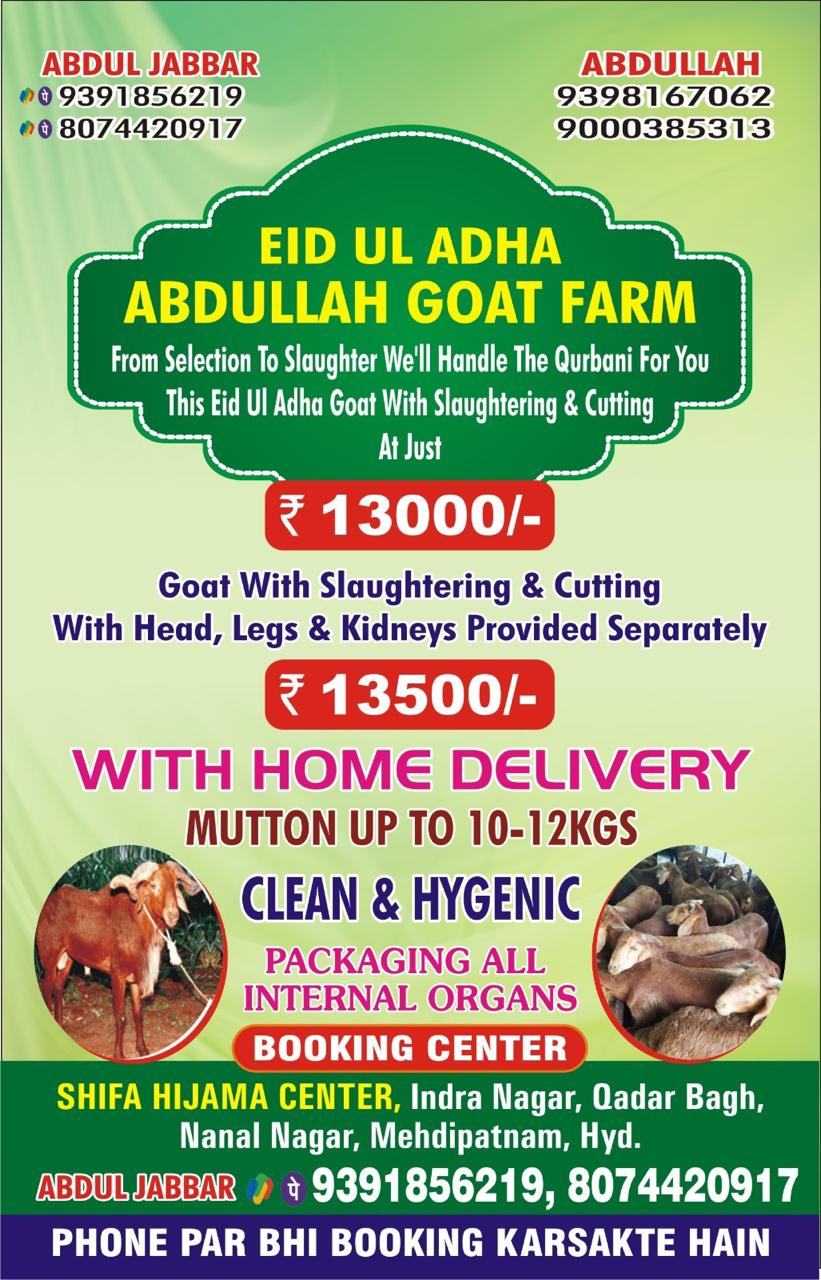 ABDUL JABBAR
पे 9391856219
पे 8074420917
ABDULLAH
9398167062
9000385313
EID UL ADHA
ABDULLAH GOAT FARM
From Selection To Slaughter We'll Handle The Qurbani For You
This Eid Ul Adha Goat With Slaughtering & Cutting
At Just
₹ 13000/-
Goat With Slaughtering & Cutting
With Head, Legs & Kidneys Provided Separately
₹ 13500/-
WITH HOME DELIVERY
MUTTON UP TO 10-12KGS
CLEAN & HYGENIC
PACKAGING ALL
INTERNAL ORGANS
BOOKING CENTER
SHIFA HIJAMA CENTER, Indra Nagar, Qadar Bagh,
Nanal Nagar, Mehdipatnam, Hyd.
ABDUL JABBAR पे 9391856219, 8074420917
PHONE PAR BHI BOOKING KARSAKTE HAIN